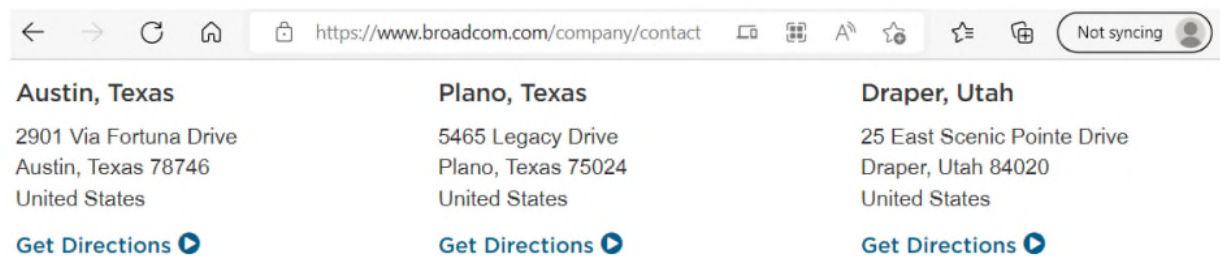 https://www.broadcom.com/company/contact
Not syncing
Austin, Texas
2901 Via Fortuna Drive
Austin, Texas 78746
United States
Get Directions
Plano, Texas
5465 Legacy Drive
Plano, Texas 75024
United States
Get Directions
Draper, Utah
25 East Scenic Pointe Drive
Draper, Utah 84020
United States
Get Directions